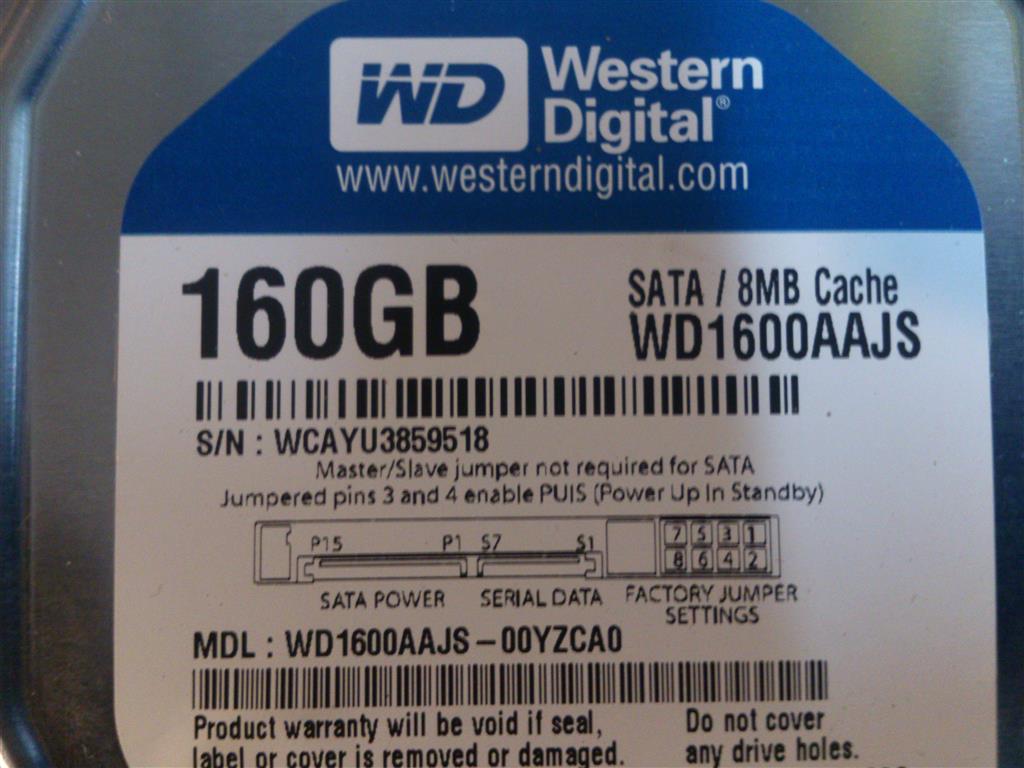 WD Western
Digital®
www.westerndigital.com
160GB
SATA / 8MB Cache
WD1600AAJS
S/N : WCAYU3859518
Master/Slave jumper not required for SATA
Jumpered pins 3 and 4 enable PUIS (Power Up In Standby)
P15 P1 S7 S1
7 5 3 1
8 6 4 2
SATA POWER SERIAL DATA FACTORY JUMPER
SETTINGS
MDL : WD1600AAJS – 00YZCA0
Product warranty will be void if seal,
label or cover is removed or damaged.
Do not cover
any drive holes.